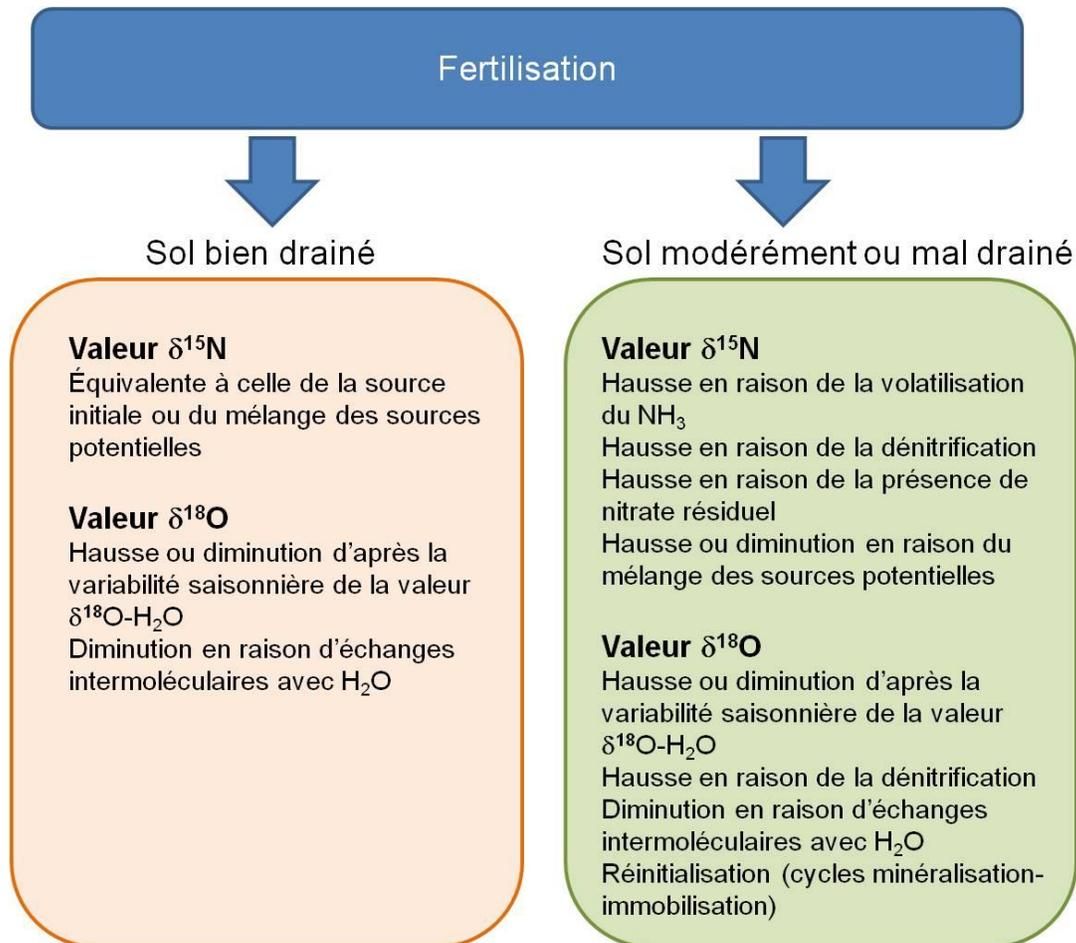 Fertilisation
Sol bien drainé
Valeur δ¹⁵N
Équivalente à celle de la source
initiale ou du mélange des sources
potentielles
Valeur δ¹⁸O
Hausse ou diminution d'après la
variabilité saisonnière de la valeur
δ¹⁸O-H₂O
Diminution en raison d'échanges
intermoléculaires avec H₂O
Sol modérément ou mal drainé
Valeur δ¹⁵N
Hausse en raison de la volatilisation
du NH₃
Hausse en raison de la dénitrification
Hausse en raison de la présence de
nitrate résiduel
Hausse ou diminution en raison du
mélange des sources potentielles
Valeur δ¹⁸O
Hausse ou diminution d'après la
variabilité saisonnière de la valeur
δ¹⁸O-H₂O
Hausse en raison de la dénitrification
Diminution en raison d'échanges
intermoléculaires avec H₂O
Réinitialisation (cycles minéralisation-
immobilisation)